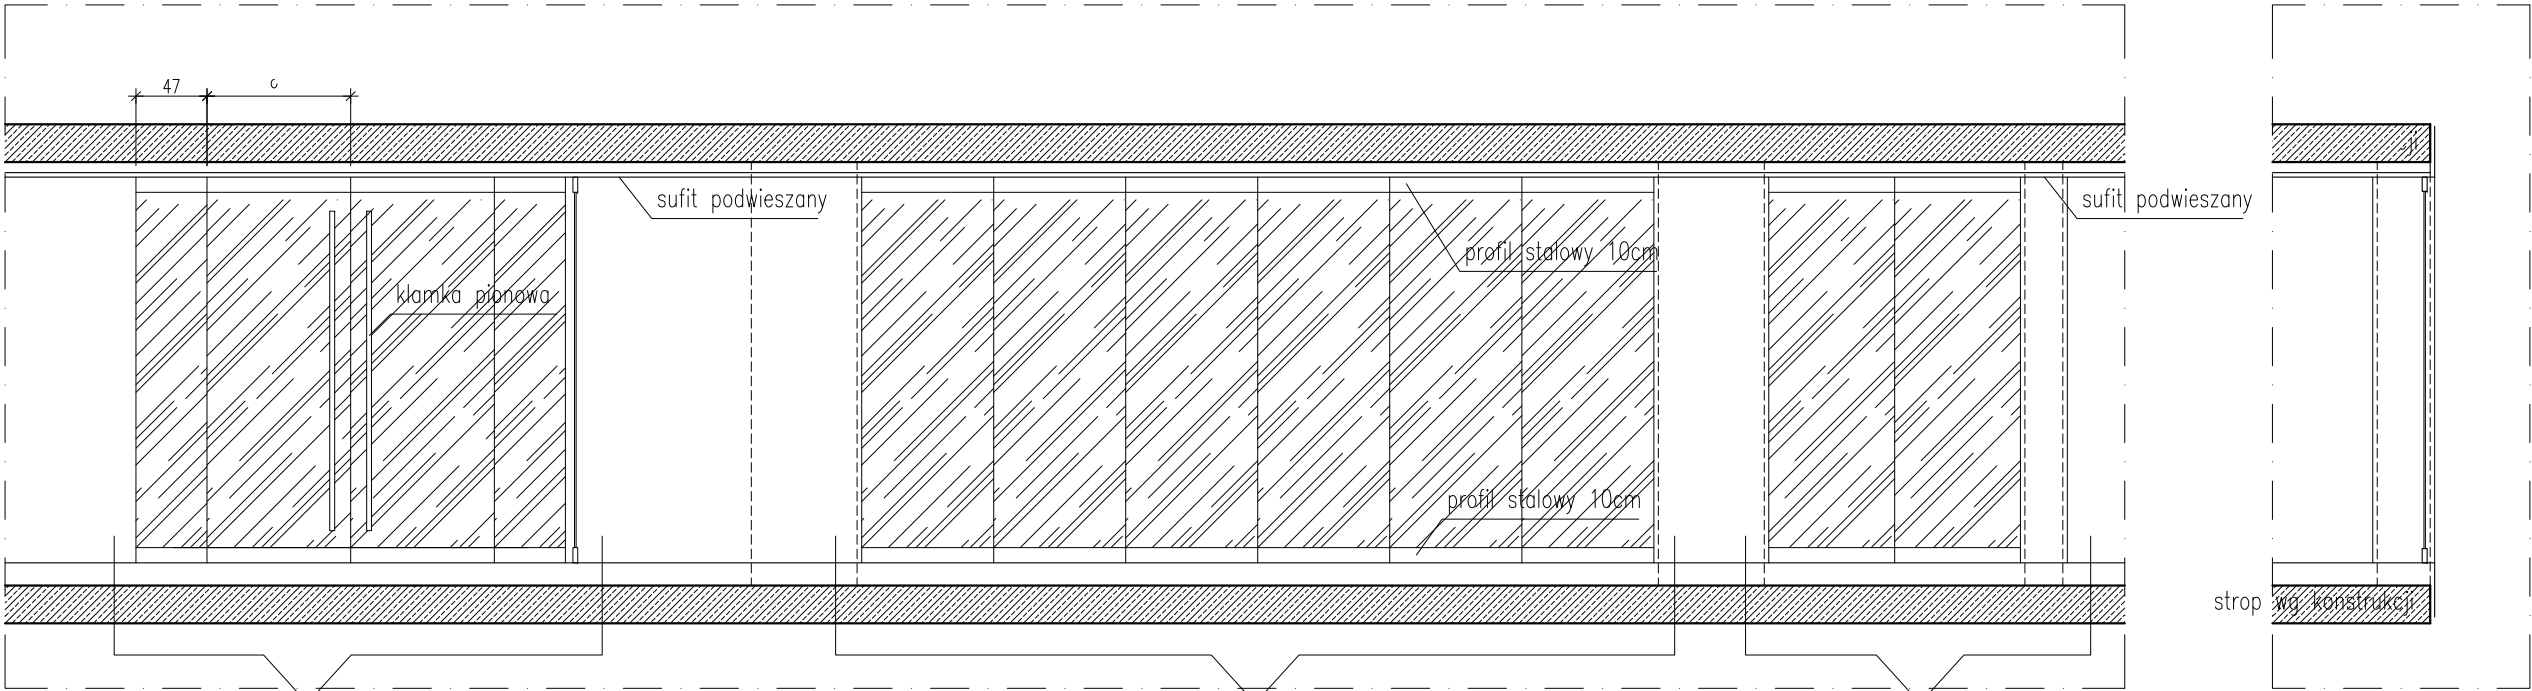 47
sufit podwieszany
sufit podwieszany
profil stalowy 10cm
klamka pionowa
profil stalowy 10cm
strop wg konstrukcji